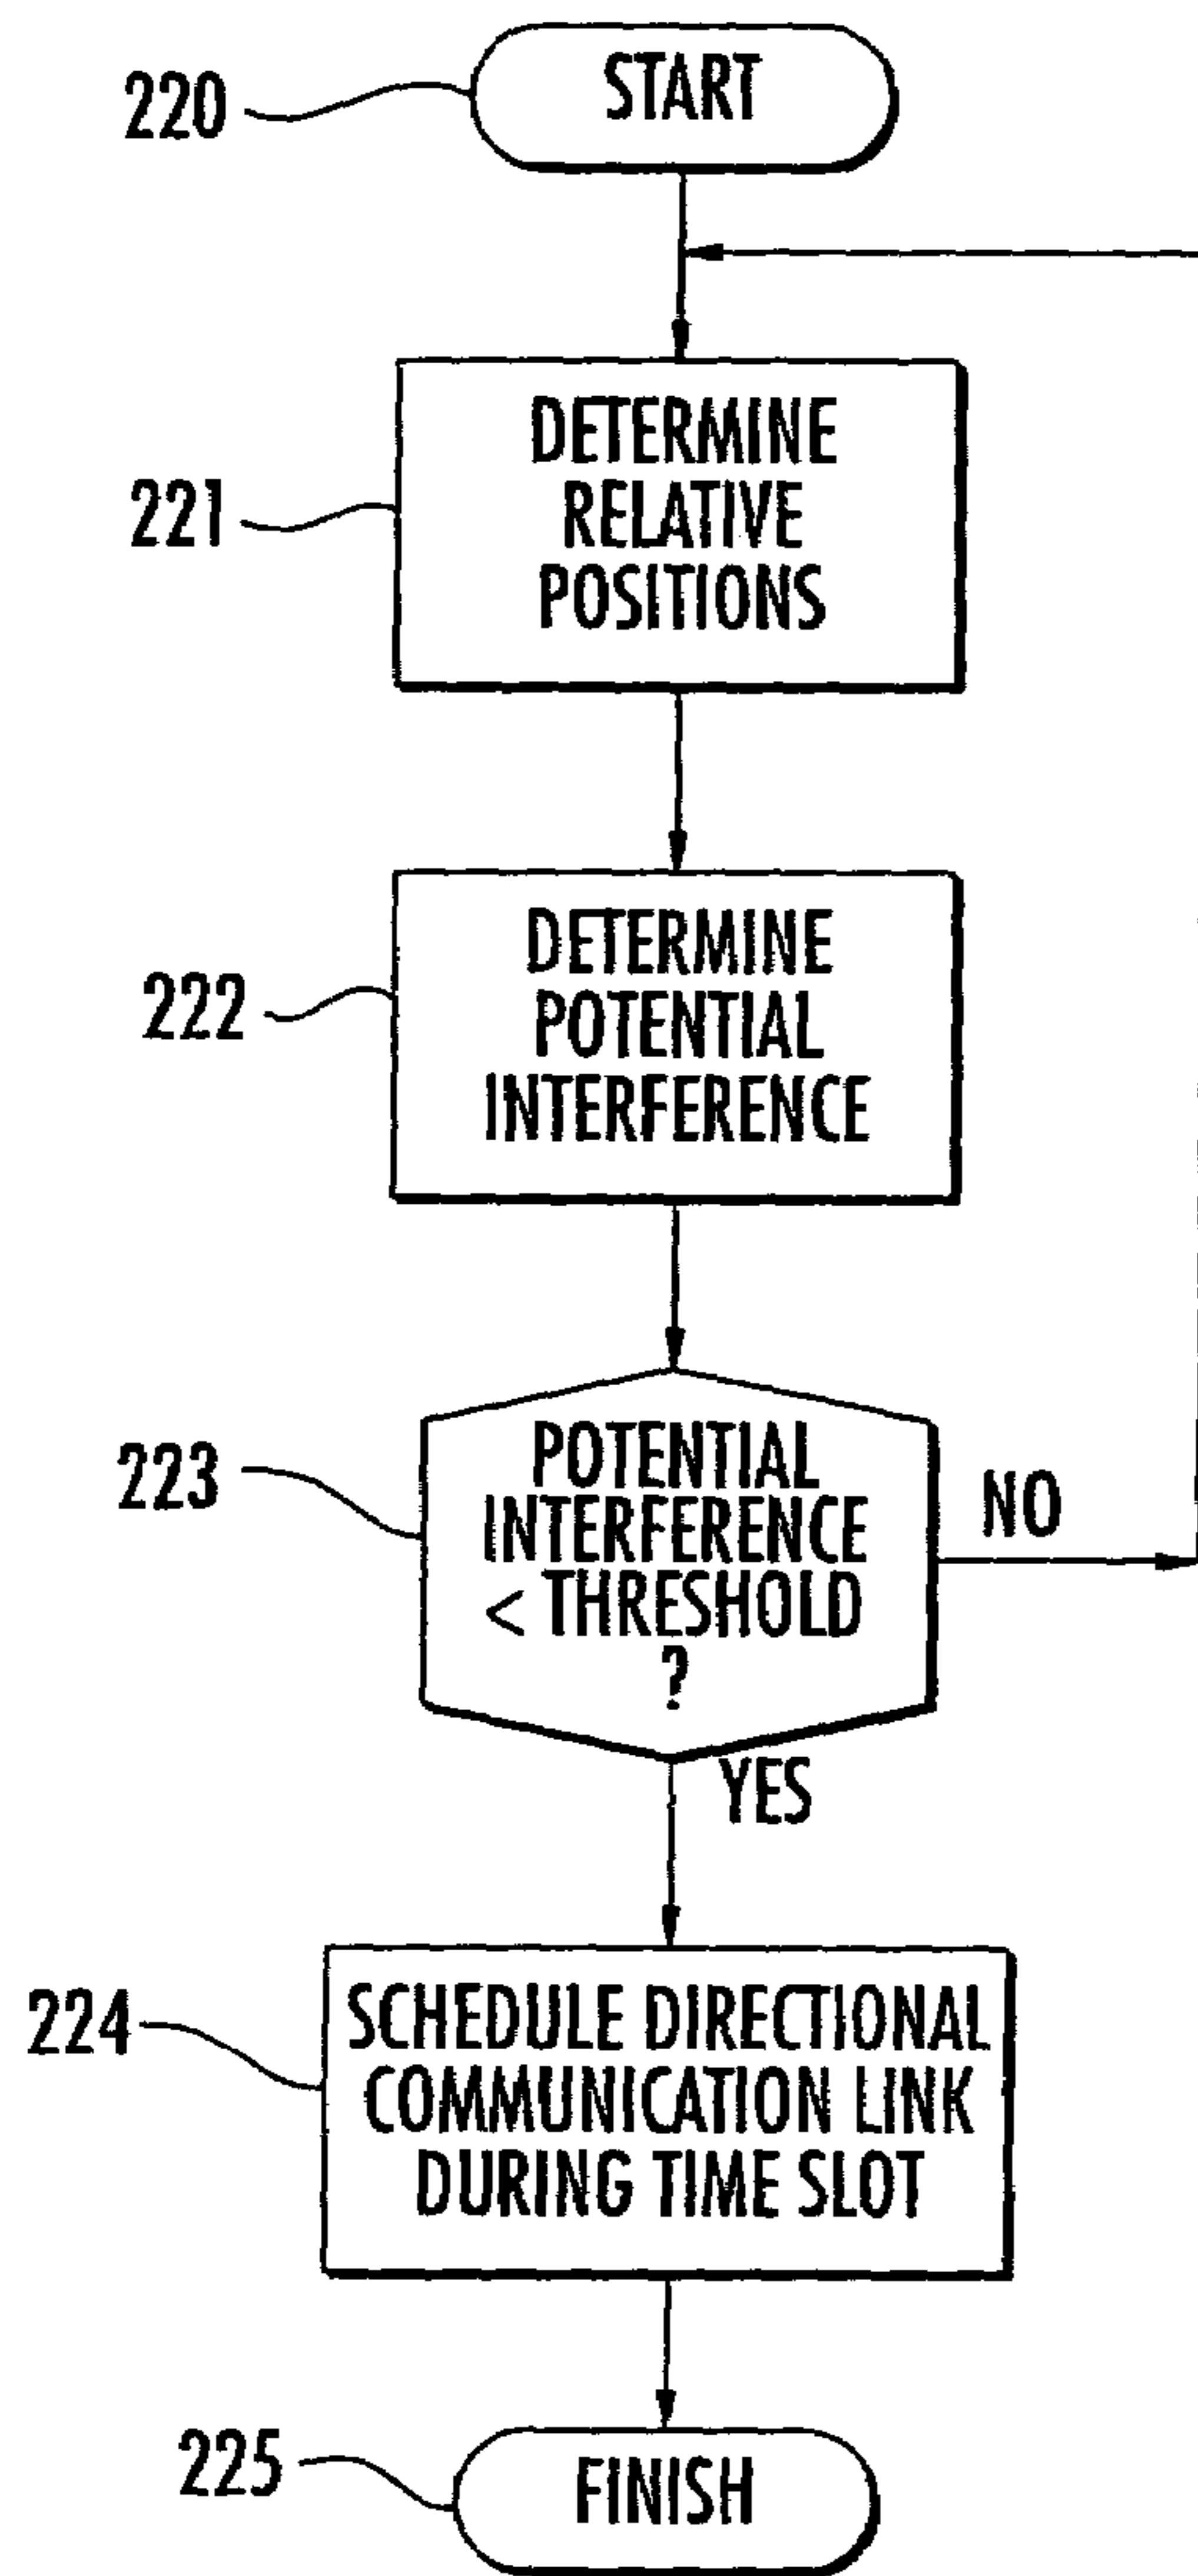 220
START
221
DETERMINE
RELATIVE
POSITIONS
222
DETERMINE
POTENTIAL
INTERFERENCE
223
POTENTIAL
INTERFERENCE
< THRESHOLD
?
NO
YES
224
SCHEDULE DIRECTIONAL
COMMUNICATION LINK
DURING TIME SLOT
225
FINISH